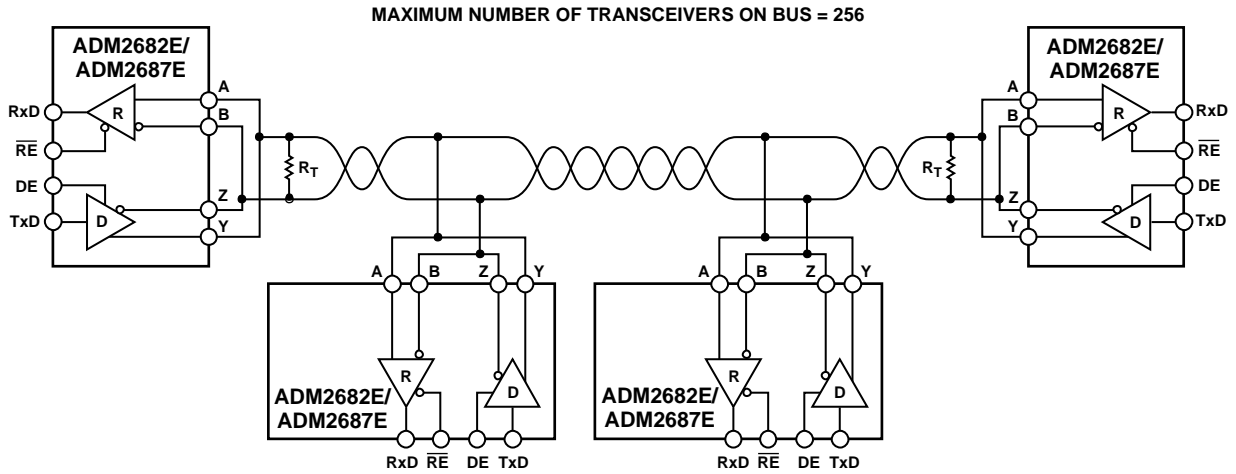 MAXIMUM NUMBER OF TRANSCEIVERS ON BUS = 256
ADM2682E/
ADM2687E
A
RxD
R
B
RE
DE
Z
TxD
D
Y
RT
ADM2682E/
ADM2687E
A
R
RxD
B
RE
DE
Z
D
TxD
Y
RT
A
B
Z
Y
R
D
ADM2682E/
ADM2687E
RxD
RE
DE
TxD
A
B
Z
Y
R
D
ADM2682E/
ADM2687E
RxD
RE
DE
TxD